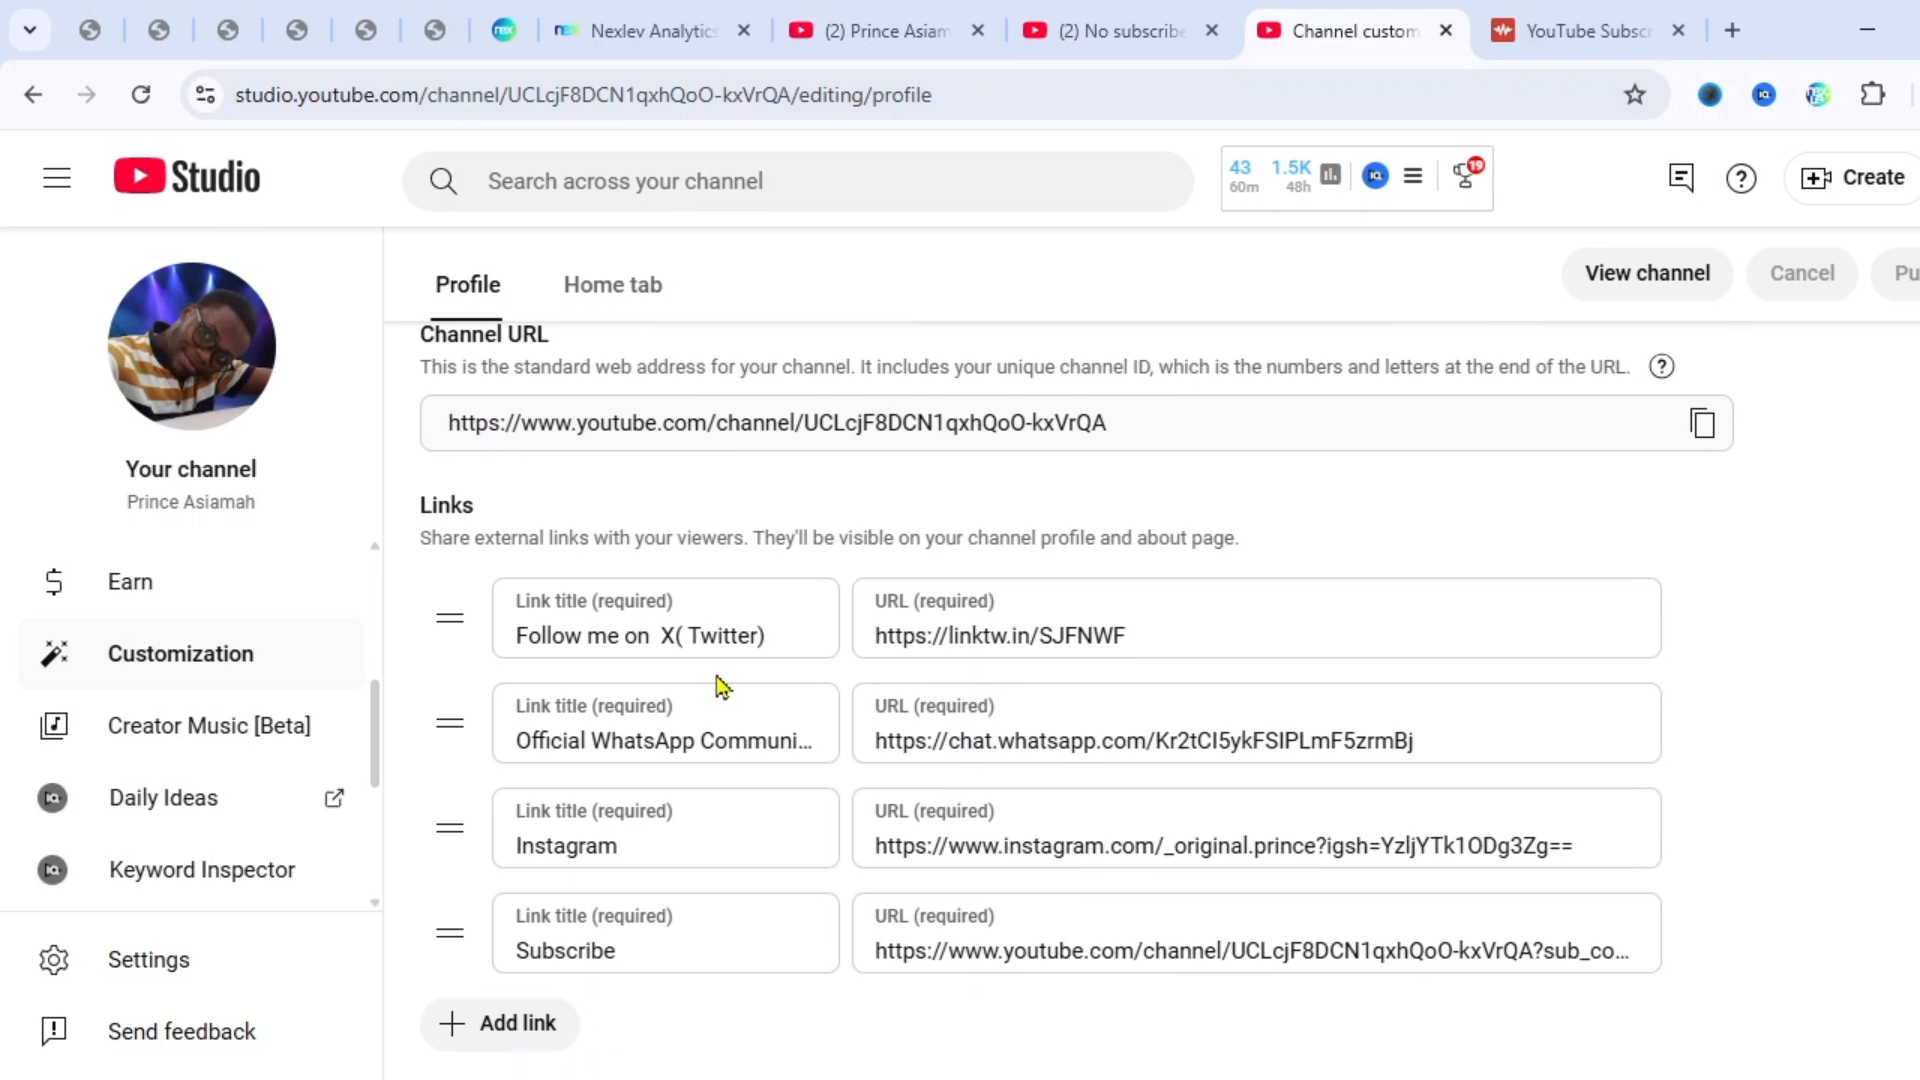 Nexlev Analytics
(2) Prince Asiam
(2) No subscribe
Channel custom
YouTube Subscr
studio.youtube.com/channel/UCLcjF8DCN1qxhQoO-kxVrQA/editing/profile
Studio
Search across your channel
43
60m
1.5K
48h
19
Create
Profile
Home tab
View channel
Cancel
Pu
Your channel
Prince Asiamah
Earn
Customization
Creator Music [Beta]
Daily Ideas
Keyword Inspector
Settings
Send feedback
Channel URL
This is the standard web address for your channel. It includes your unique channel ID, which is the numbers and letters at the end of the URL.
https://www.youtube.com/channel/UCLcjF8DCN1qxhQoO-kxVrQA
Links
Share external links with your viewers. They'll be visible on your channel profile and about page.
Link title (required)
Follow me on  X( Twitter)
URL (required)
https://linktw.in/SJFNWF
Link title (required)
Official WhatsApp Communi...
URL (required)
https://chat.whatsapp.com/Kr2tCI5ykFSIPLmF5zrmBj
Link title (required)
Instagram
URL (required)
https://www.instagram.com/_original.prince?igsh=YzljYTk1ODg3Zg==
Link title (required)
Subscribe
URL (required)
https://www.youtube.com/channel/UCLcjF8DCN1qxhQoO-kxVrQA?sub_co...
Add link